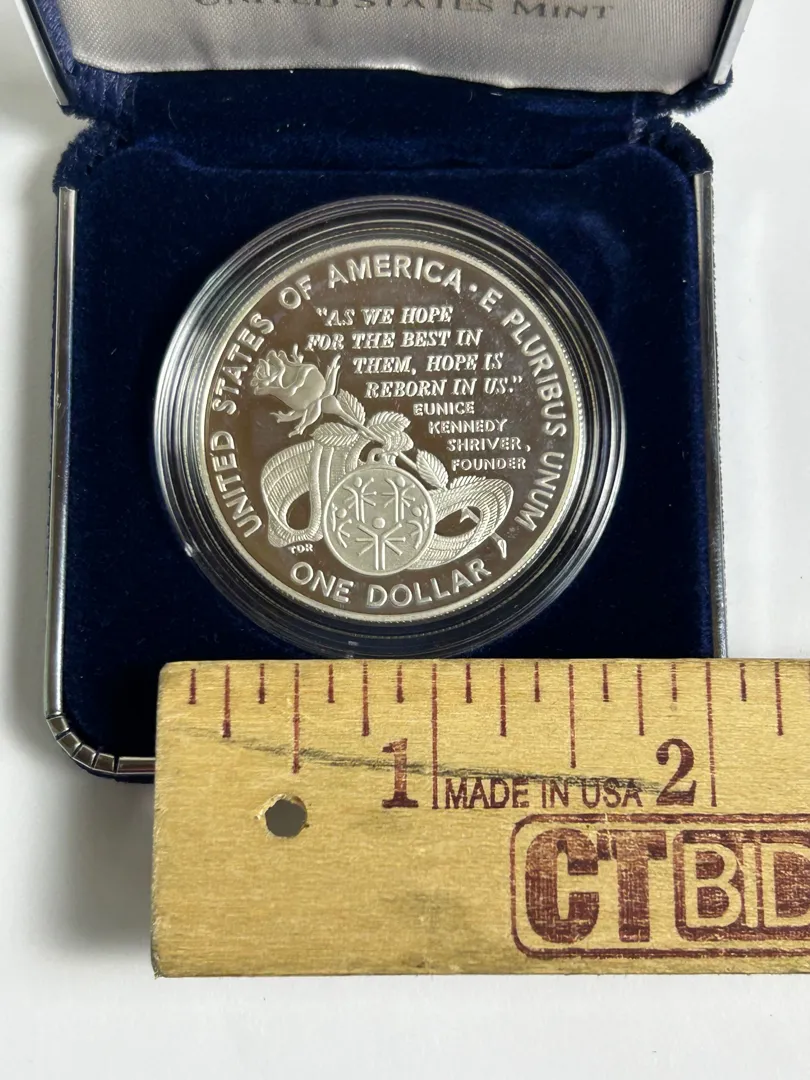 UNITED STATES MINT
UNITED STATES OF AMERICA · E PLURIBUS UNUM
"AS WE HOPE
FOR THE BEST IN
THEM, HOPE IS
REBORN IN US."
EUNICE
KENNEDY
SHRIVER,
FOUNDER
TDR
ONE DOLLAR
1 MADE IN USA 2
CTBID